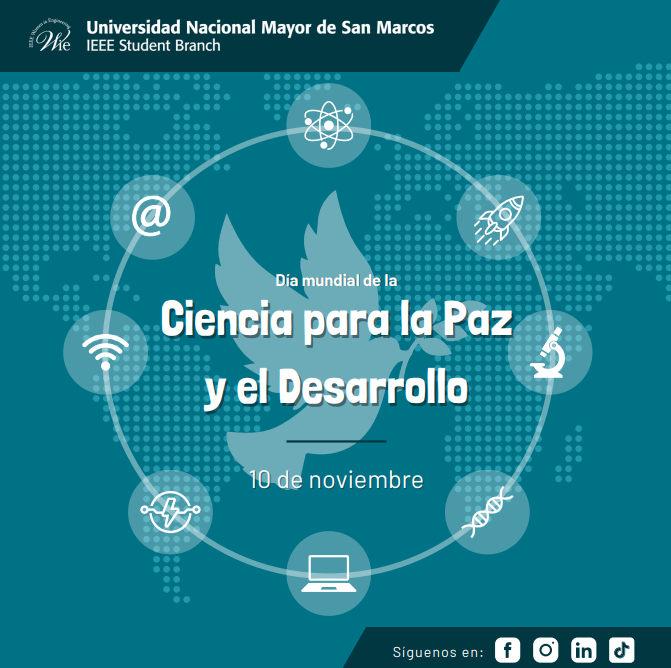 IEEE Women in Engineering
WIE
Universidad Nacional Mayor de San Marcos
IEEE Student Branch
@
Día mundial de la
Ciencia para la Paz
y el Desarrollo
10 de noviembre
Síguenos en: